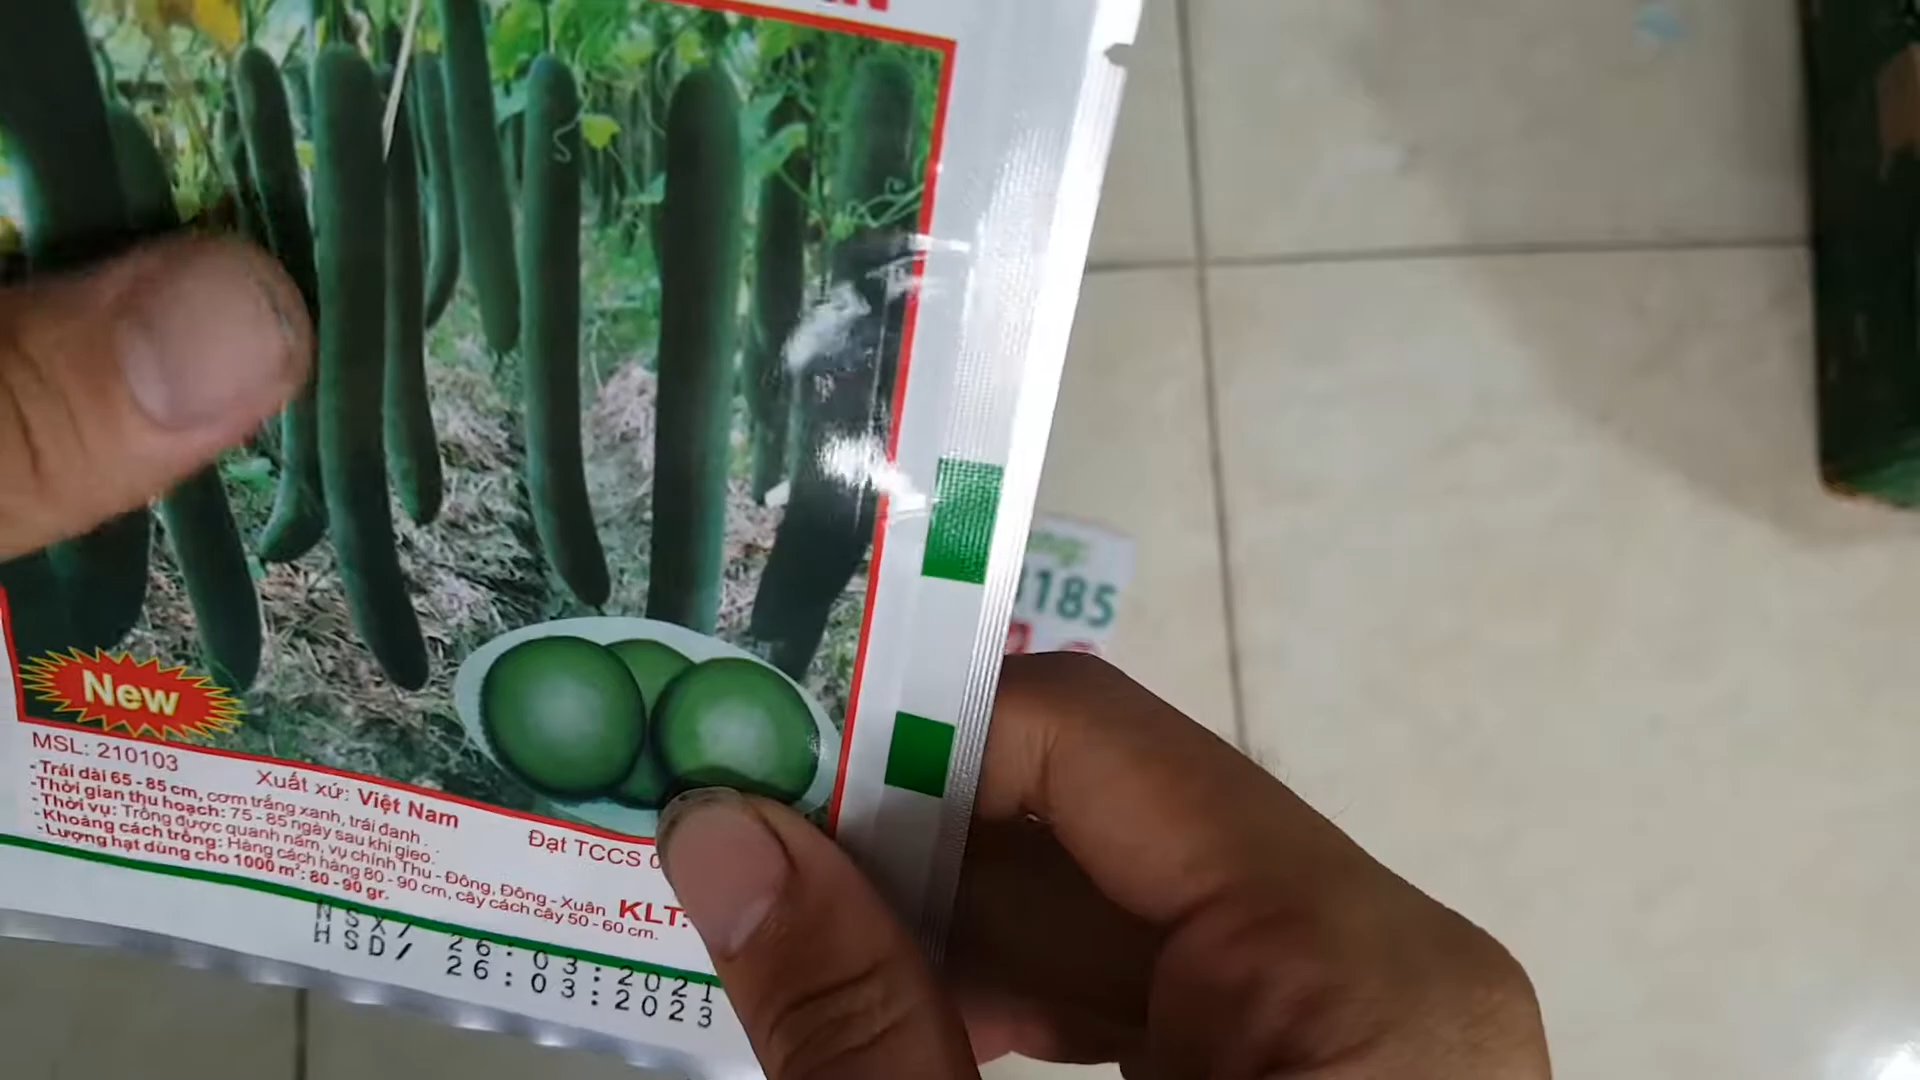 New
MSL: 210103
Xuất xứ: Việt Nam
Đạt TCCS
-Trái dài 65 - 85 cm, cơm trắng xanh, trái đanh
-Thời gian thu hoạch: 75 - 85 ngày sau khi gieo.
-Thời vụ: Trồng được quanh năm, vụ chính Thu - Đông, Đông - Xuân
-Khoảng cách trồng: Hàng cách hàng 80 - 90 cm, cây cách cây 50 - 60 cm.
-Lượng hạt dùng cho 1000 m²: 80 - 90 gr.
KLT:
NSX/ 26:03:2021
HSD/ 26:03:2023
185